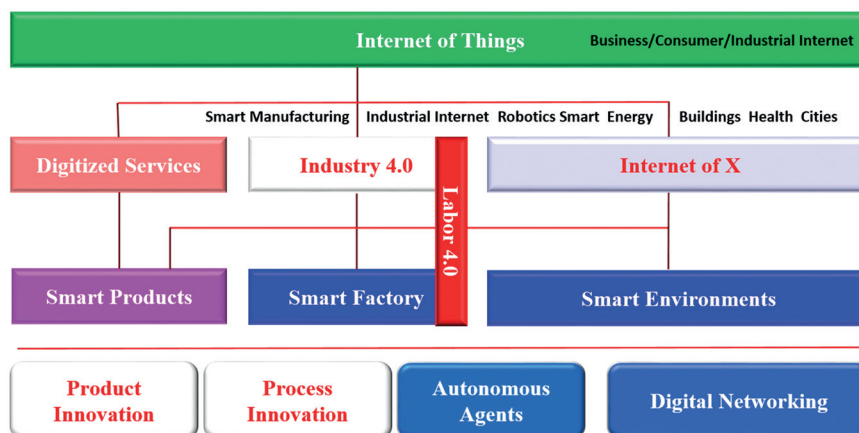 Internet of Things
Business/Consumer/Industrial Internet
Smart Manufacturing Industrial Internet Robotics Smart Energy Buildings Health Cities
Digitized Services
Industry 4.0
Labor 4.0
Internet of X
Smart Products
Smart Factory
Smart Environments
Product
Innovation
Process
Innovation
Autonomous
Agents
Digital Networking